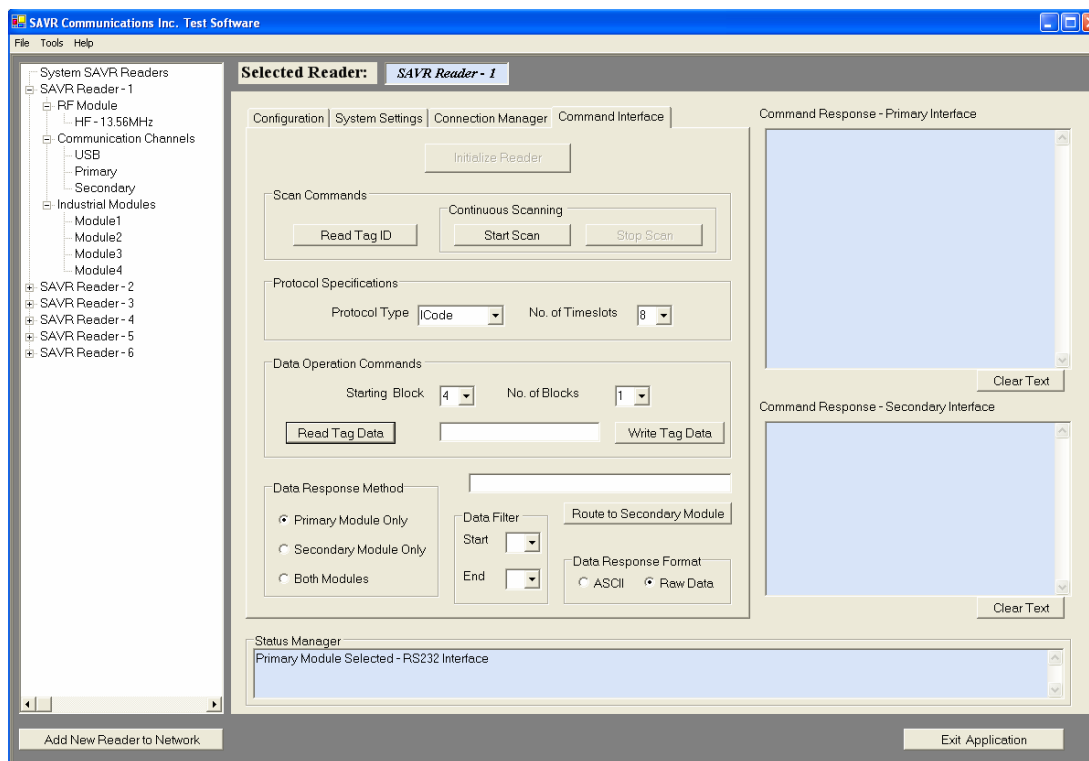 SAVR Communications Inc. Test Software
File Tools Help
System SAVR Readers
SAVR Reader - 1
RF Module
HF - 13.56MHz
Communication Channels
USB
Primary
Secondary
Industrial Modules
Module1
Module2
Module3
Module4
SAVR Reader - 2
SAVR Reader - 3
SAVR Reader - 4
SAVR Reader - 5
SAVR Reader - 6
Add New Reader to Network
Selected Reader: SAVR Reader - 1
Configuration System Settings Connection Manager Command Interface
Initialize Reader
Scan Commands
Continuous Scanning
Read Tag ID Start Scan Stop Scan
Protocol Specifications
Protocol Type ICode No. of Timeslots 8
Data Operation Commands
Starting Block 4 No. of Blocks 1
Read Tag Data Write Tag Data
Data Response Method
Primary Module Only
Secondary Module Only
Both Modules
Data Filter
Start
End
Route to Secondary Module
Data Response Format
ASCII Raw Data
Command Response - Primary Interface
Clear Text
Command Response - Secondary Interface
Clear Text
Status Manager
Primary Module Selected - RS232 Interface
Exit Application